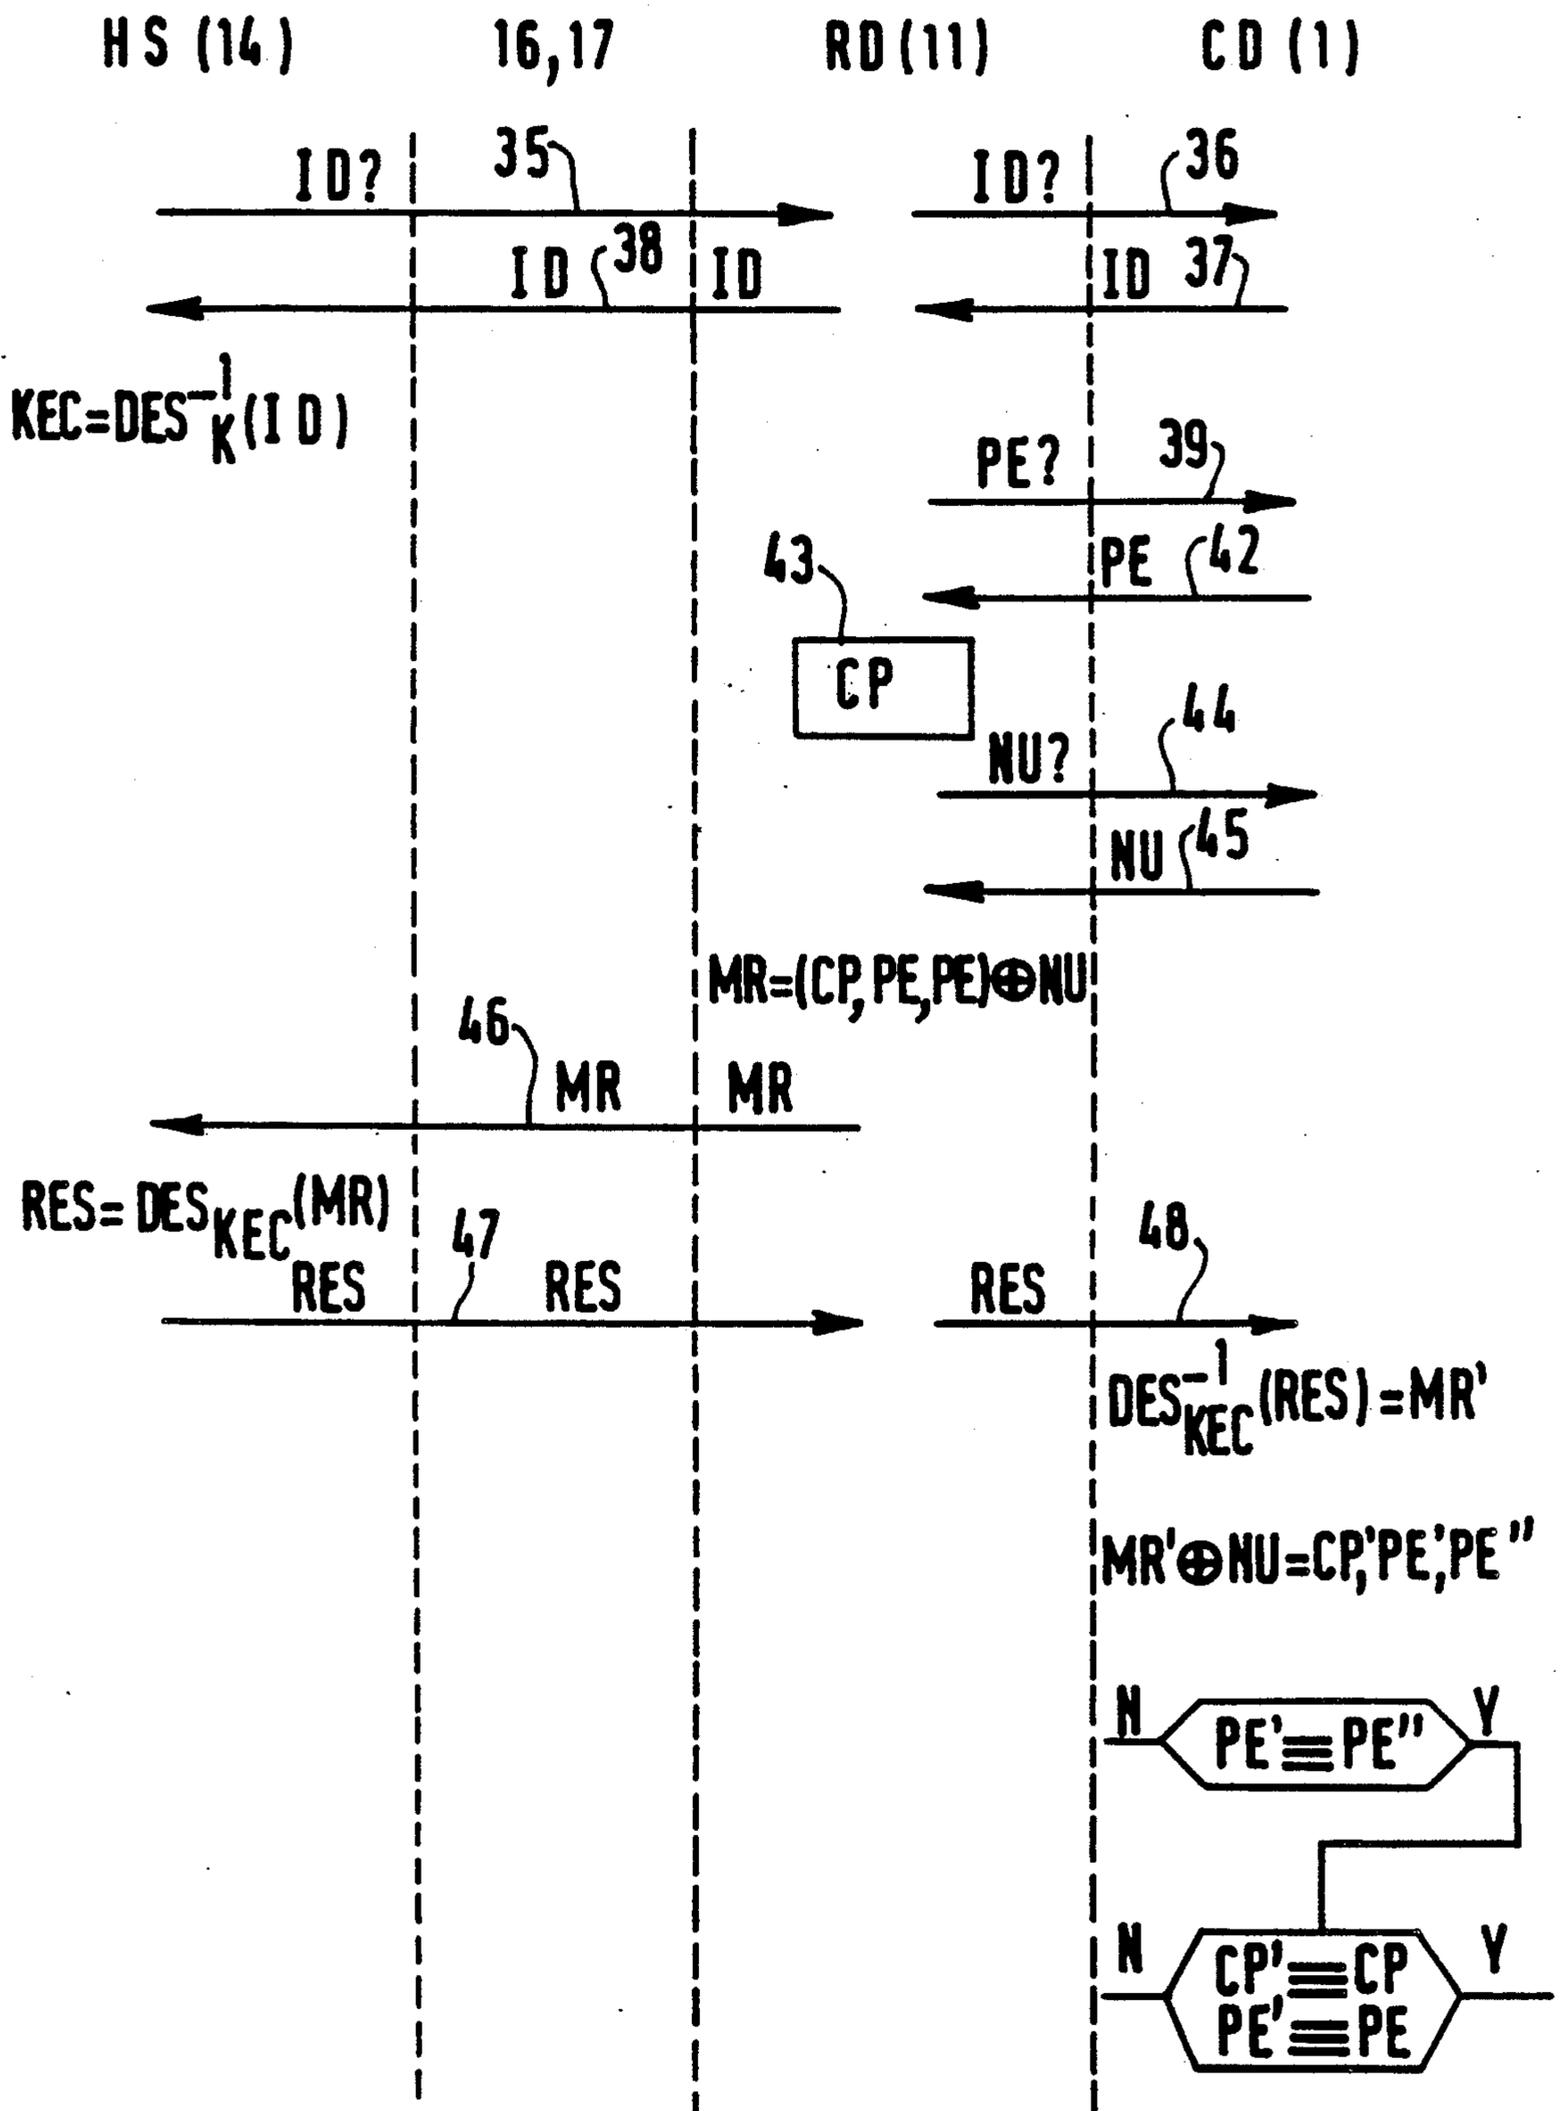 HS (14) 16,17 RD (11) CD (1)
ID? 35 ID? 36
ID 38 ID ID 37
KEC=DES⁻¹K(ID)
PE? 39
PE 42
43
CP
NU? 44
NU 45
MR=(CP,PE,PE)⊕NU
46
MR MR
RES=DESKEC(MR)
47 48
RES RES RES
DES⁻¹KEC(RES)=MR'
MR'⊕NU=CP,'PE,'PE"
N PE'≡PE" Y
N CP'≡CP Y
PE'≡PE